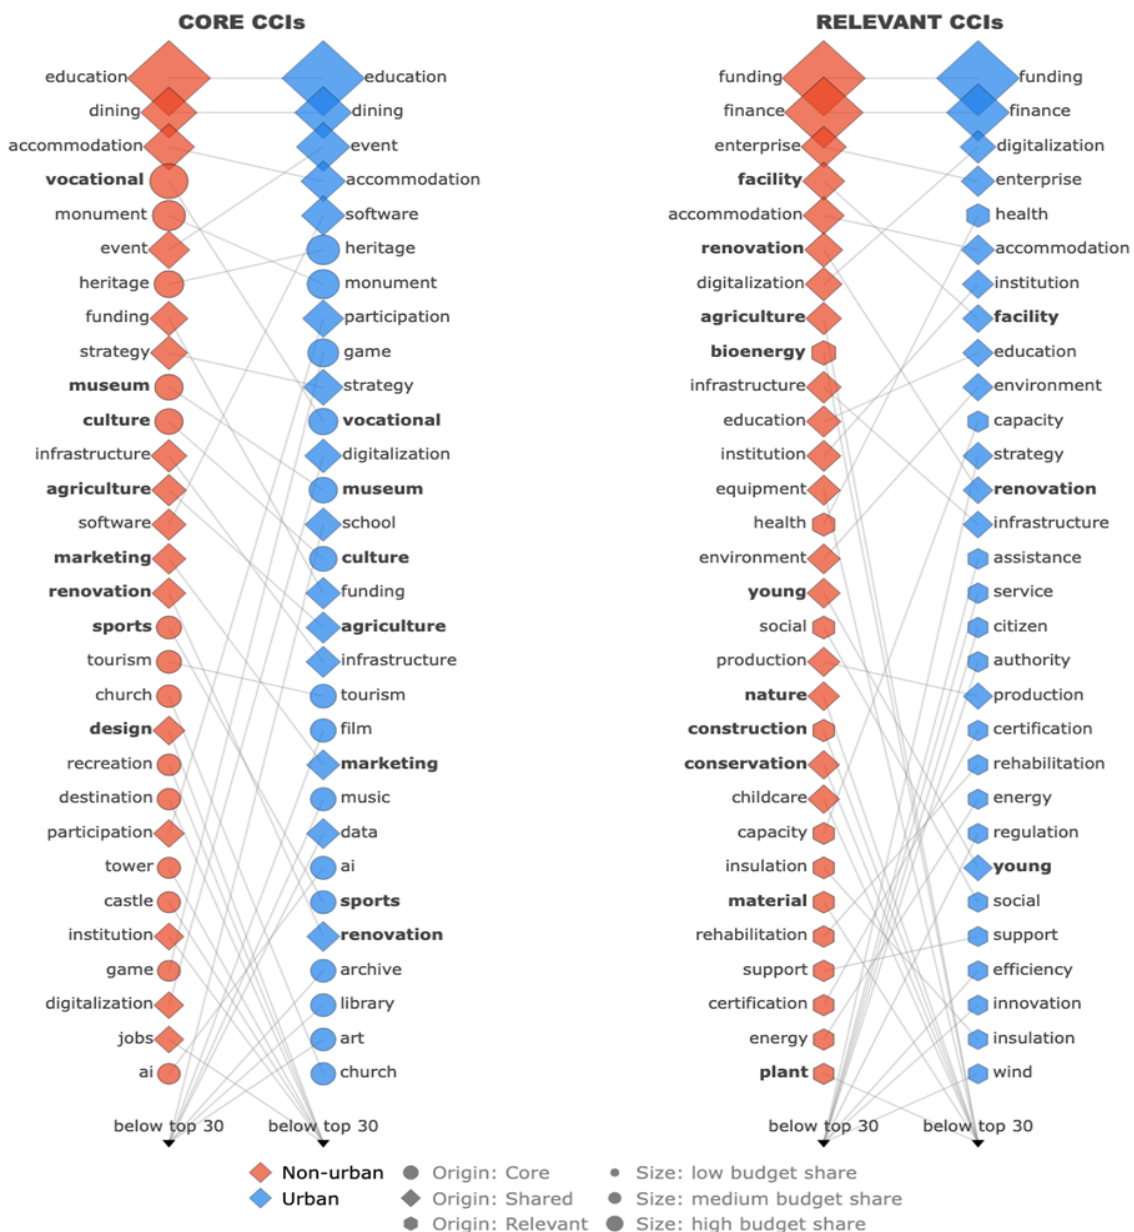 CORE CCIs
RELEVANT CCIs
education education funding funding
dining dining finance finance
accommodation event enterprise digitalization
vocational accommodation facility enterprise
monument software accommodation health
event heritage renovation accommodation
heritage monument digitalization institution
funding participation agriculture facility
strategy game bioenergy education
museum strategy infrastructure environment
culture vocational education capacity
infrastructure digitalization institution strategy
agriculture museum equipment renovation
software school health infrastructure
marketing culture environment assistance
renovation funding young service
sports agriculture social citizen
tourism infrastructure production authority
church tourism nature production
design film construction certification
recreation marketing conservation rehabilitation
destination music childcare energy
participation data capacity regulation
tower ai insulation young
castle sports material social
institution renovation rehabilitation support
game archive support efficiency
digitalization library certification innovation
jobs art energy insulation
ai church plant wind
below top 30 below top 30 below top 30 below top 30
Non-urban Origin: Core Size: low budget share
Urban Origin: Shared Size: medium budget share
Origin: Relevant Size: high budget share